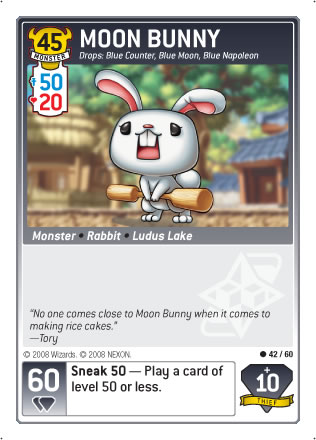 45
MONSTER
MOON BUNNY
Drops: Blue Counter, Blue Moon, Blue Napoleon
50
20
Monster • Rabbit • Ludus Lake
"No one comes close to Moon Bunny when it comes to
making rice cakes."
—Tory
© 2008 Wizards. © 2008 NEXON.
● 42 / 60
60
Sneak 50 — Play a card of
level 50 or less.
+
10
THIEF